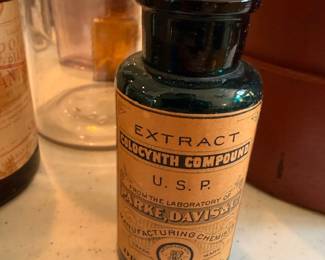 EXTRACT
COLOCYNTH COMPOUND
U. S. P.
FROM THE LABORATORY OF
PARKE, DAVIS &
MANUFACTURING CHEMISTS